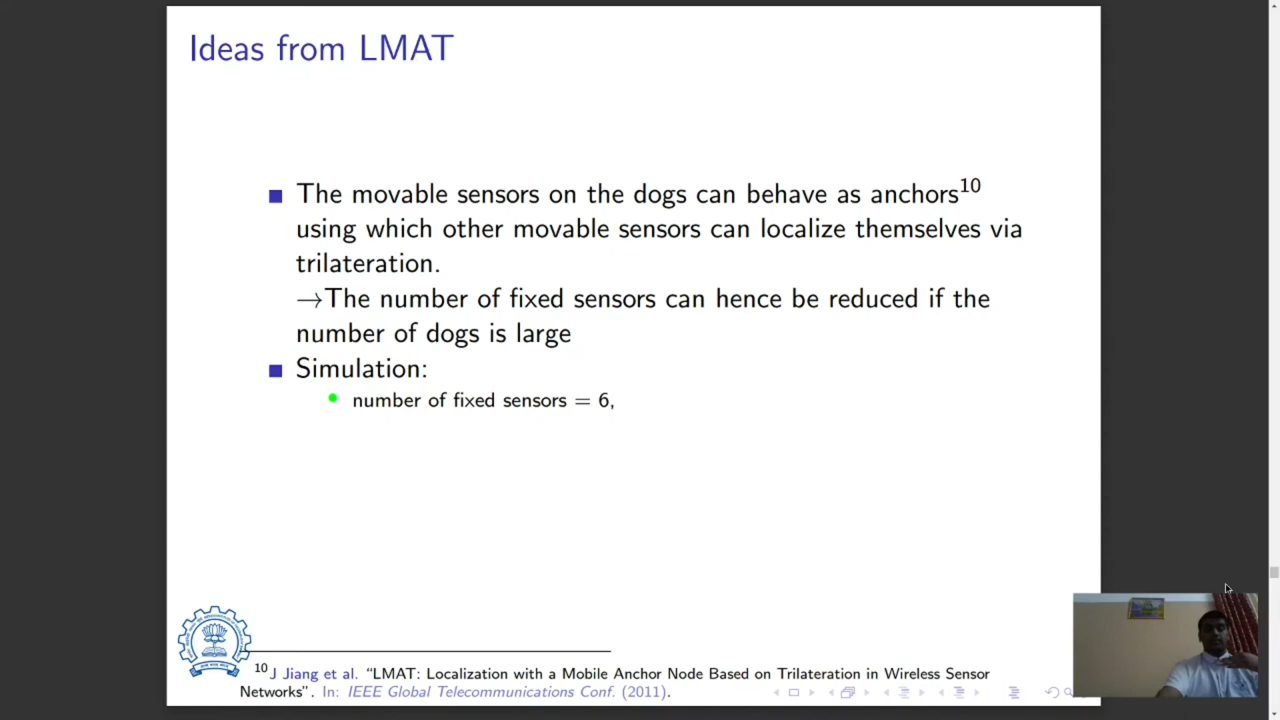 Ideas from LMAT
■ The movable sensors on the dogs can behave as anchors¹⁰
using which other movable sensors can localize themselves via
trilateration.
→The number of fixed sensors can hence be reduced if the
number of dogs is large
■ Simulation:
• number of fixed sensors = 6,
¹⁰J Jiang et al. “LMAT: Localization with a Mobile Anchor Node Based on Trilateration in Wireless Sensor
Networks”. In: IEEE Global Telecommunications Conf. (2011).